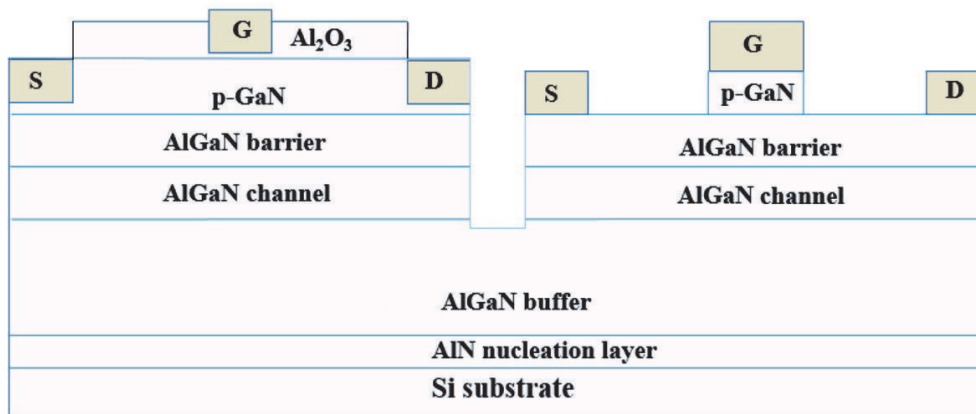 G
Al₂O₃
G
S
D
S
p-GaN
D
p-GaN
AlGaN barrier
AlGaN barrier
AlGaN channel
AlGaN channel
AlGaN buffer
AlN nucleation layer
Si substrate